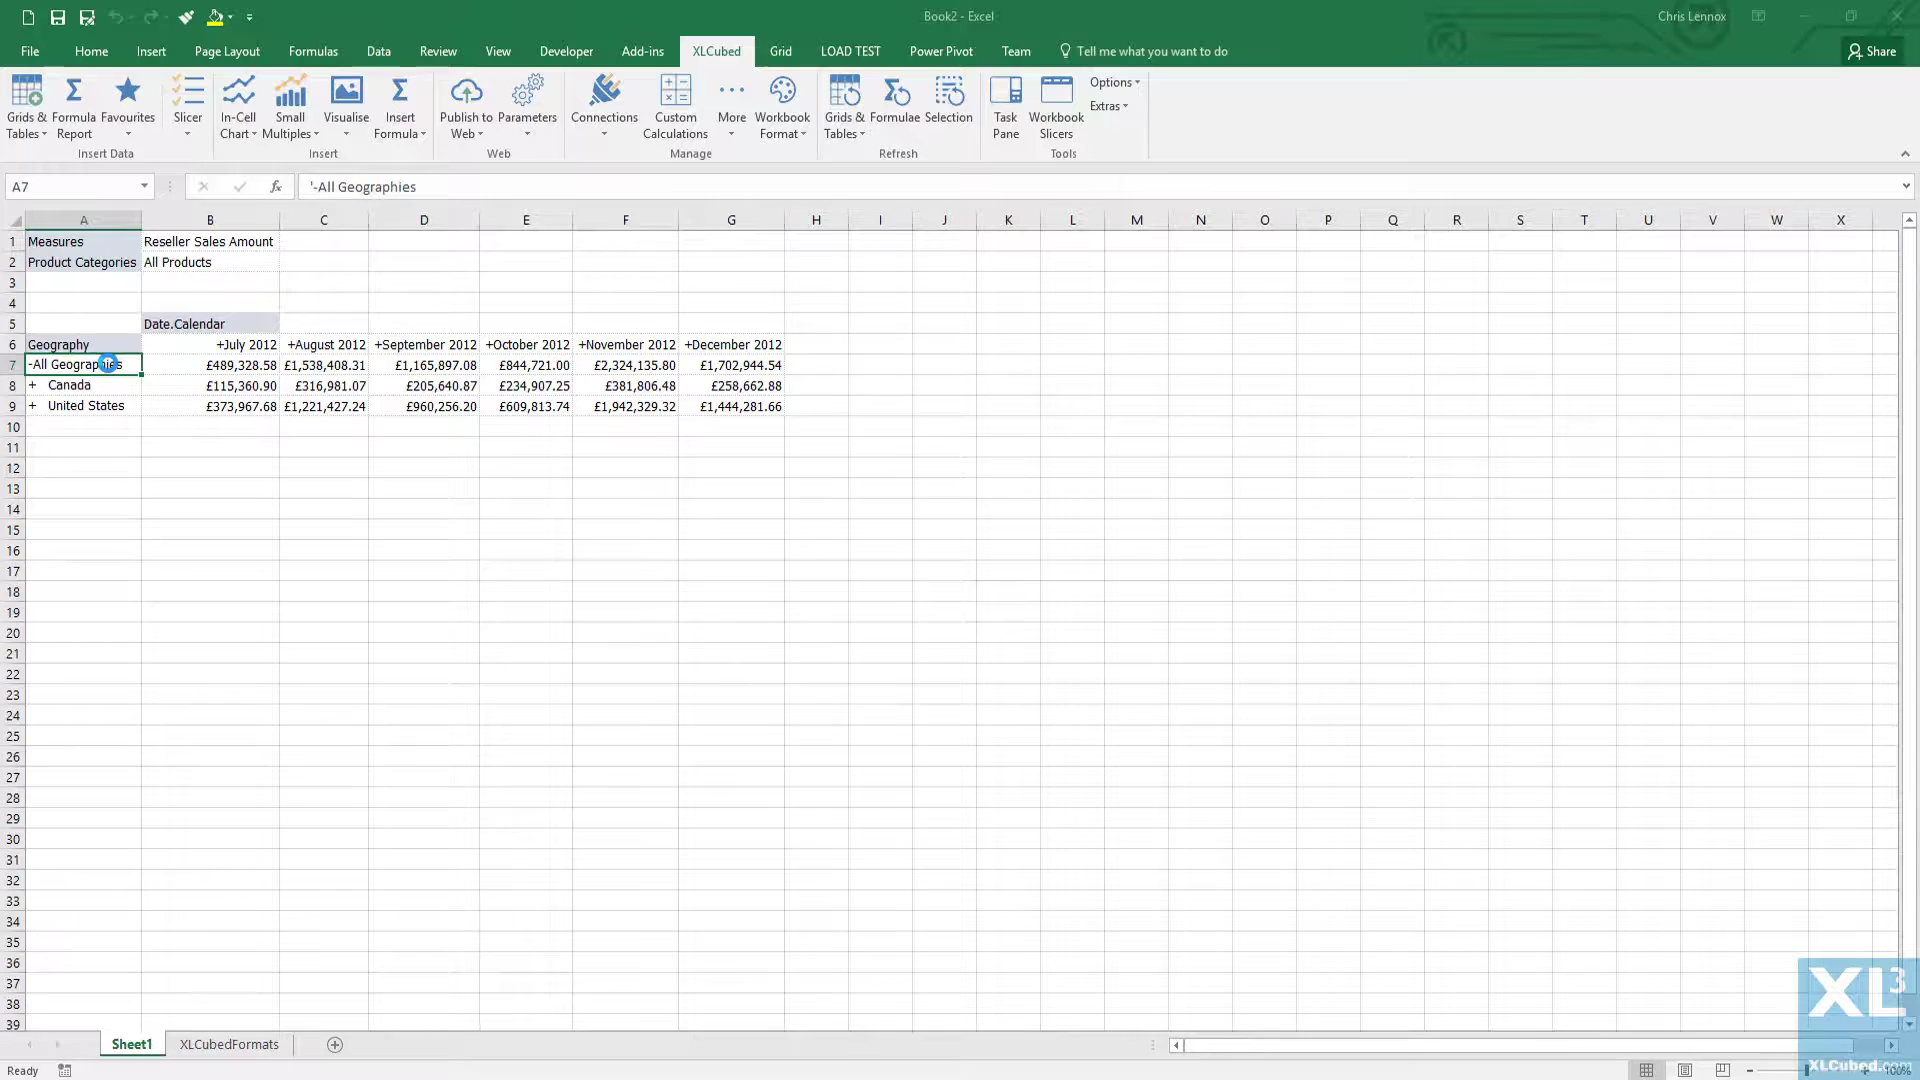 Book2 - Excel
Chris Lennox
File Home Insert Page Layout Formulas Data Review View Developer Add-ins XLCubed Grid LOAD TEST Power Pivot Team Tell me what you want to do Share
Grids & Tables Formula Report Favourites Slicer In-Cell Chart Small Multiples Visualise Insert Formula Publish to Web Parameters Connections Custom Calculations More Workbook Format Grids & Tables Formulae Selection Task Pane Workbook Slicers Options Extras
Insert Data Insert Web Manage Refresh Tools
A7 fx '-All Geographies
A B C D E F G H I J K L M N O P Q R S T U V W X
1 Measures Reseller Sales Amount
2 Product Categories All Products
3
4
5 Date.Calendar
6 Geography +July 2012 +August 2012 +September 2012 +October 2012 +November 2012 +December 2012
7 -All Geographies £489,328.58 £1,538,408.31 £1,165,897.08 £844,721.00 £2,324,135.80 £1,702,944.54
8 + Canada £115,360.90 £316,981.07 £205,640.87 £234,907.25 £381,806.48 £258,662.88
9 + United States £373,967.68 £1,221,427.24 £960,256.20 £609,813.74 £1,942,329.32 £1,444,281.66
10
11
12
13
14
15
16
17
18
19
20
21
22
23
24
25
26
27
28
29
30
31
32
33
34
35
36
37
38
39
XL3
Sheet1 XLCubedFormats
XLCubed.com
Ready 100%